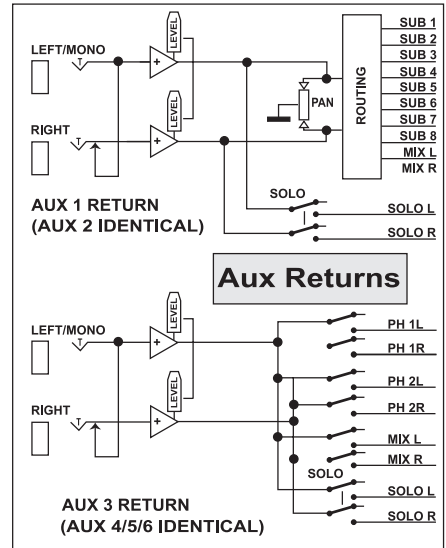 LEFT/MONO
LEVEL
SUB 1
SUB 2
SUB 3
SUB 4
SUB 5
SUB 6
SUB 7
SUB 8
MIX L
MIX R
ROUTING
PAN
RIGHT
LEVEL
SOLO
SOLO L
SOLO R
AUX 1 RETURN
(AUX 2 IDENTICAL)
Aux Returns
LEFT/MONO
LEVEL
PH 1L
PH 1R
PH 2L
PH 2R
RIGHT
LEVEL
MIX L
MIX R
SOLO
SOLO L
SOLO R
AUX 3 RETURN
(AUX 4/5/6 IDENTICAL)